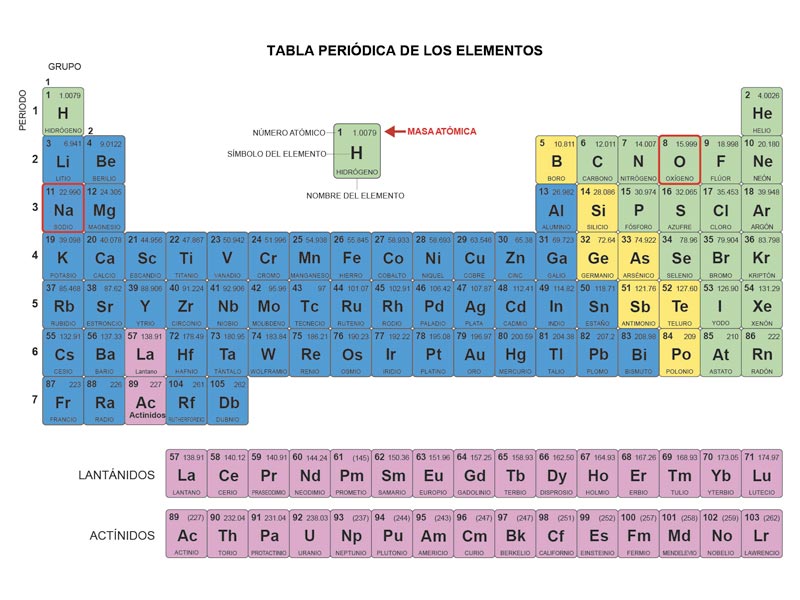 TABLA PERIÓDICA DE LOS ELEMENTOS
GRUPO
PERIODO
1
2
1
1 1.0079
H
HIDRÓGENO
2 4.0026
He
HELIO
NÚMERO ATÓMICO
SÍMBOLO DEL ELEMENTO
NOMBRE DEL ELEMENTO
1 1.0079
H
HIDRÓGENO
MASA ATÓMICA
2
3 6.941 4 9.0122 5 10.811 6 12.011 7 14.007 8 15.999 9 18.998 10 20.180
Li Be B C N O F Ne
LITIO BERILIO BORO CARBONO NITRÓGENO OXÍGENO FLÚOR NEÓN
3
11 22.990 12 24.305 13 26.982 14 28.086 15 30.974 16 32.065 17 35.453 18 39.948
Na Mg Al Si P S Cl Ar
SODIO MAGNESIO ALUMINIO SILICIO FÓSFORO AZUFRE CLORO ARGÓN
4
19 39.098 20 40.078 21 44.956 22 47.867 23 50.942 24 51.996 25 54.938 26 55.845 27 58.933 28 58.693 29 63.546 30 65.38 31 69.723 32 72.64 33 74.922 34 78.96 35 79.904 36 83.798
K Ca Sc Ti V Cr Mn Fe Co Ni Cu Zn Ga Ge As Se Br Kr
POTASIO CALCIO ESCANDIO TITANIO VANADIO CROMO MANGANESO HIERRO COBALTO NIQUEL COBRE ZINC GALIO GERMANIO ARSÉNICO SELENIO BROMO KRIPTÓN
5
37 85.468 38 87.62 39 88.906 40 91.224 41 92.906 42 95.96 43 97 44 101.07 45 102.91 46 106.42 47 107.87 48 112.41 49 114.82 50 118.71 51 121.76 52 127.60 53 126.90 54 131.29
Rb Sr Y Zr Nb Mo Tc Ru Rh Pd Ag Cd In Sn Sb Te I Xe
RUBIDIO ESTRONCIO YTRIO ZIRCONIO NIOBIO MOLIBDENO TECNECIO RUTENIO RODIO PALADIO PLATA CADMIO INDIO ESTAÑO ANTIMONIO TELURO YODO XENÓN
6
55 132.91 56 137.33 57 138.91 72 178.49 73 180.95 74 183.84 75 186.21 76 190.23 77 192.22 78 195.08 79 196.97 80 200.59 81 204.38 82 207.2 83 208.98 84 209 85 210 86 222
Cs Ba La Hf Ta W Re Os Ir Pt Au Hg Tl Pb Bi Po At Rn
CESIO BARIO Lantano HAFNIO TÁNTALO WOLFRAMIO RENIO OSMIO IRIDIO PLATINO ORO MERCURIO TALIO PLOMO BISMUTO POLONIO ASTATO RADÓN
7
87 223 88 226 89 227 104 261 105 262
Fr Ra Ac Rf Db
FRANCIO RADIO Actinidos RUTHERFORDIO DUBNIO
LANTÁNIDOS
57 138.91 58 140.12 59 140.91 60 144.24 61 (145) 62 150.36 63 151.96 64 157.25 65 158.93 66 162.50 67 164.93 68 167.26 69 168.93 70 173.05 71 174.97
La Ce Pr Nd Pm Sm Eu Gd Tb Dy Ho Er Tm Yb Lu
LANTANO CERIO PRASEODIMIO NEODIMIO PROMETIO SAMARIO EUROPIO GADOLINIO TERBIO DISPROSIO HOLMIO ERBIO TULIO YTERBIO LUTECIO
ACTÍNIDOS
89 (227) 90 232.04 91 231.04 92 238.03 93 (237) 94 (244) 95 (243) 96 (247) 97 (247) 98 (251) 99 (252) 100 (257) 101 (258) 102 (259) 103 (262)
Ac Th Pa U Np Pu Am Cm Bk Cf Es Fm Md No Lr
ACTINIO TORIO PROTACTINIO URANIO NEPTUNIO PLUTONIO AMERICIO CURIO BERKELIO CALIFORNIO EINSTEINIO FERMIO MENDELEVIO NOBELIO LAWRENCIO